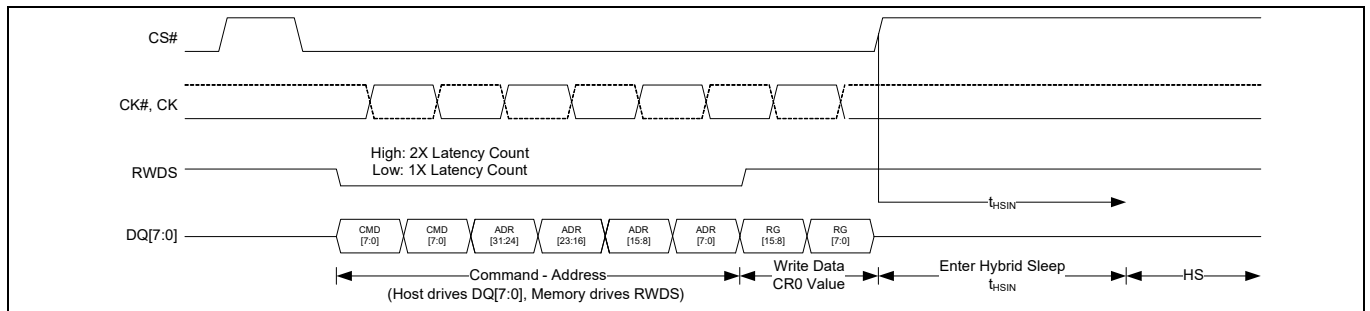 CS#
CK#, CK
High: 2X Latency Count
Low: 1X Latency Count
RWDS
tHSIN
DQ[7:0]
CMD [7:0] CMD [7:0] ADR [31:24] ADR [23:16] ADR [15:8] ADR [7:0] RG [15:8] RG [7:0]
Command - Address
(Host drives DQ[7:0], Memory drives RWDS)
Write Data
CR0 Value
Enter Hybrid Sleep
tHSIN
HS